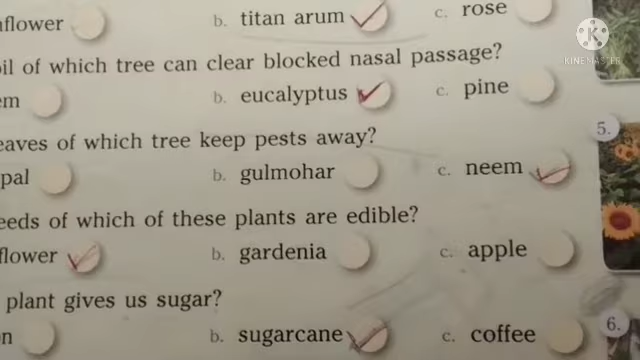 flower b. titan arum c. rose
il of which tree can clear blocked nasal passage?
m b. eucalyptus c. pine
eaves of which tree keep pests away?
pal b. gulmohar c. neem
eeds of which of these plants are edible?
flower b. gardenia c. apple
plant gives us sugar?
n b. sugarcane c. coffee
5.
6.
K
KINEMASTER